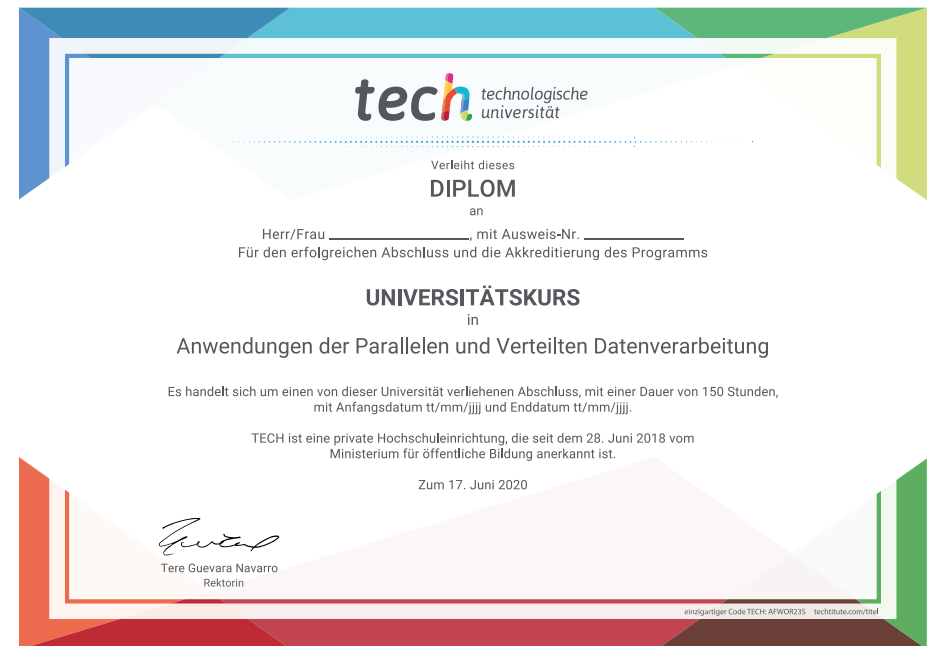 tech technologische
universität
Verleiht dieses
DIPLOM
an
Herr/Frau ____________, mit Ausweis-Nr. ____________
Für den erfolgreichen Abschluss und die Akkreditierung des Programms
UNIVERSITÄTSKURS
in
Anwendungen der Parallelen und Verteilten Datenverarbeitung
Es handelt sich um einen von dieser Universität verliehenen Abschluss, mit einer Dauer von 150 Stunden,
mit Anfangsdatum tt/mm/jjjj und Enddatum tt/mm/jjjj.
TECH ist eine private Hochschuleinrichtung, die seit dem 28. Juni 2018 vom
Ministerium für öffentliche Bildung anerkannt ist.
Zum 17. Juni 2020
Tere Guevara Navarro
Rektorin
einzigartiger Code TECH: AFWOR23S techtitute.com/titel